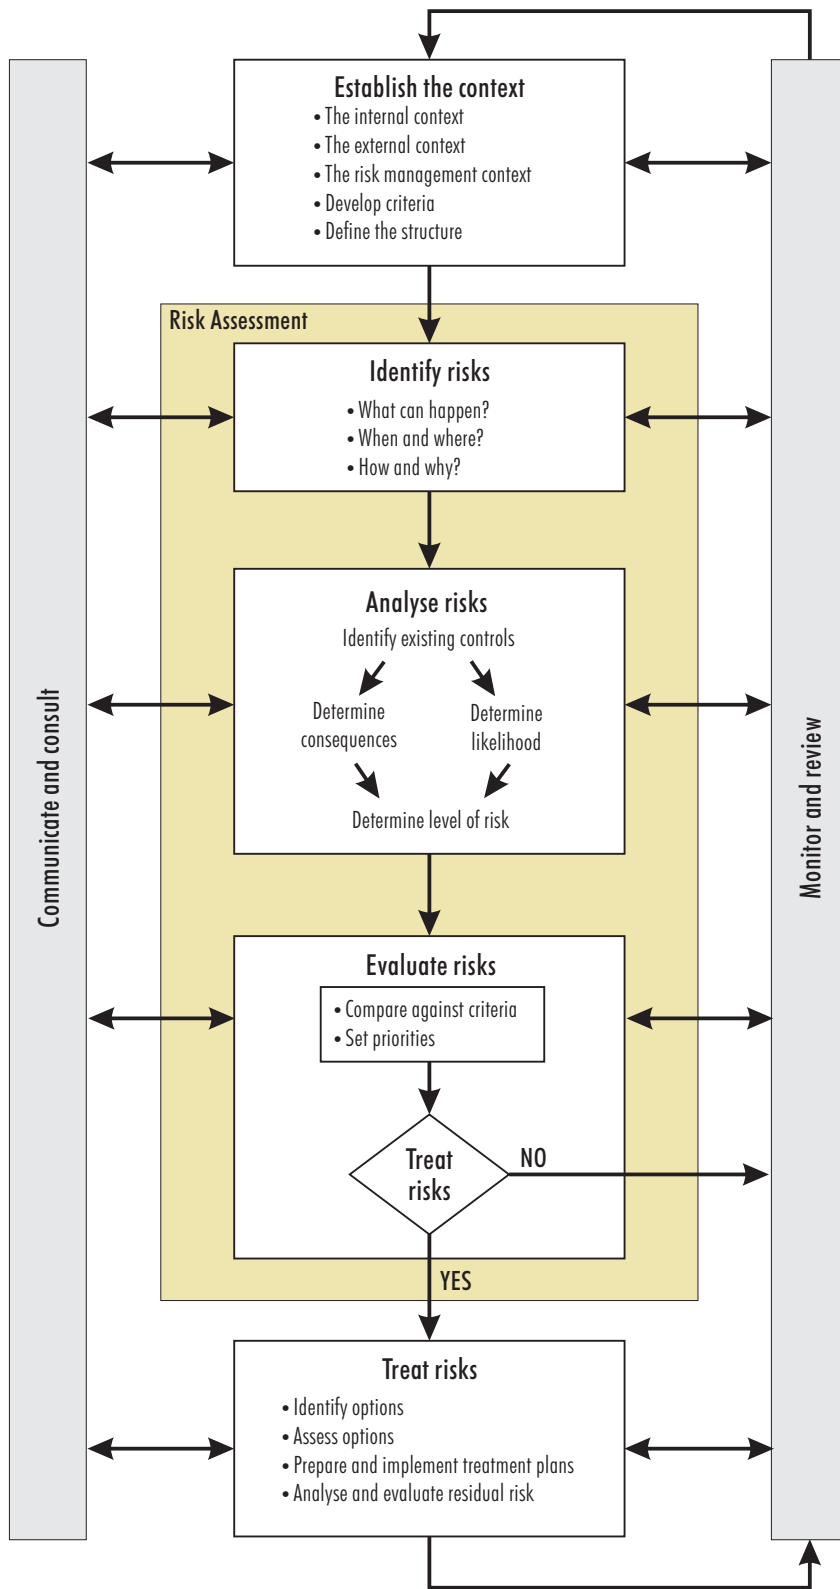 Establish the context
• The internal context
• The external context
• The risk management context
• Develop criteria
• Define the structure
Risk Assessment
Identify risks
• What can happen?
• When and where?
• How and why?
Analyse risks
Identify existing controls
Determine
consequences
Determine
likelihood
Determine level of risk
Evaluate risks
• Compare against criteria
• Set priorities
Treat
risks
NO
YES
Treat risks
• Identify options
• Assess options
• Prepare and implement treatment plans
• Analyse and evaluate residual risk
Communicate and consult
Monitor and review